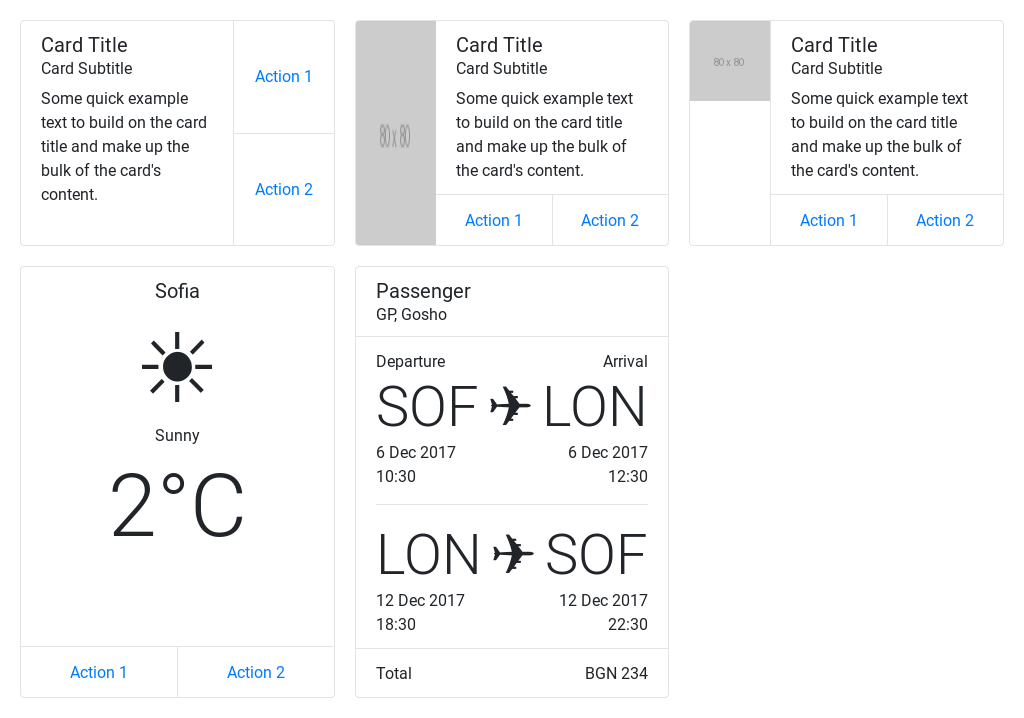 Card Title
Card Subtitle
Some quick example
text to build on the card
title and make up the
bulk of the card's
content.
Action 1
Action 2
80 x 80
Card Title
Card Subtitle
Some quick example text
to build on the card title
and make up the bulk of
the card's content.
Action 1
Action 2
80 x 80
Card Title
Card Subtitle
Some quick example text
to build on the card title
and make up the bulk of
the card's content.
Action 1
Action 2
Sofia
Sunny
2°C
Action 1
Action 2
Passenger
GP, Gosho
Departure Arrival
SOF ✈ LON
6 Dec 2017 6 Dec 2017
10:30 12:30
LON ✈ SOF
12 Dec 2017 12 Dec 2017
18:30 22:30
Total BGN 234